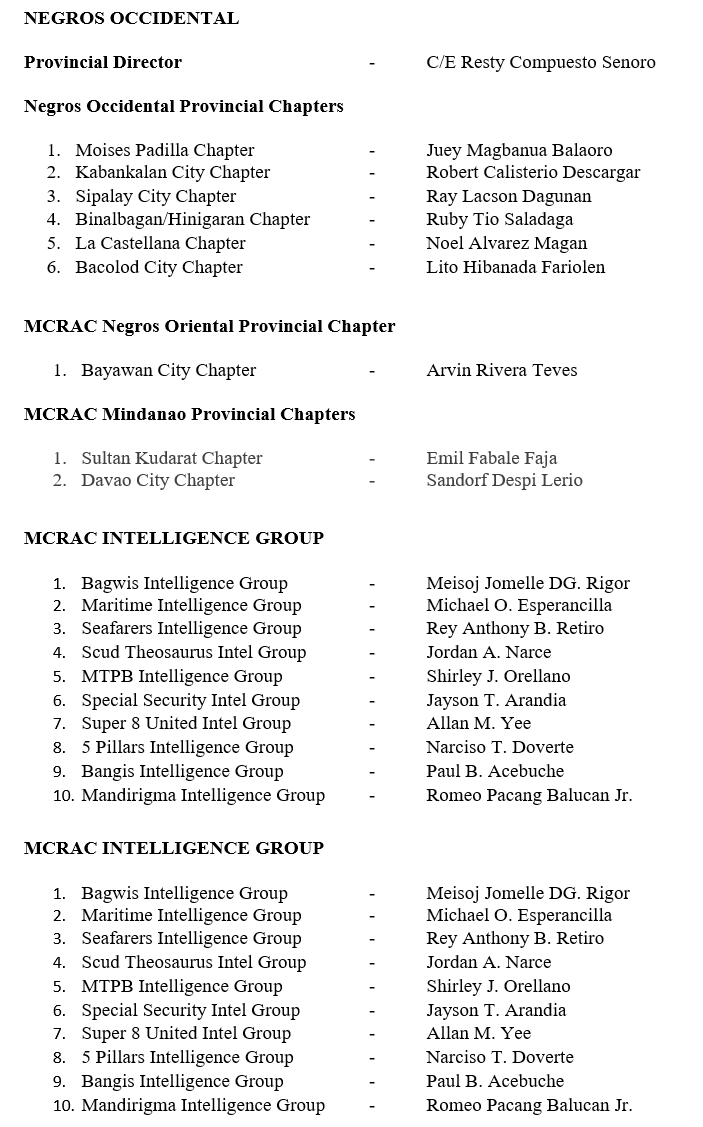 NEGROS OCCIDENTAL
Provincial Director - C/E Resty Compuesto Senoro
Negros Occidental Provincial Chapters
1. Moises Padilla Chapter - Juey Magbanua Balaoro
2. Kabankalan City Chapter - Robert Calisterio Descargar
3. Sipalay City Chapter - Ray Lacson Dagunan
4. Binalbagan/Hinigaran Chapter - Ruby Tio Saladaga
5. La Castellana Chapter - Noel Alvarez Magan
6. Bacolod City Chapter - Lito Hibanada Fariolen
MCRAC Negros Oriental Provincial Chapter
1. Bayawan City Chapter - Arvin Rivera Teves
MCRAC Mindanao Provincial Chapters
1. Sultan Kudarat Chapter - Emil Fabale Faja
2. Davao City Chapter - Sandorf Despi Lerio
MCRAC INTELLIGENCE GROUP
1. Bagwis Intelligence Group - Meisoj Jomelle DG. Rigor
2. Maritime Intelligence Group - Michael O. Esperancilla
3. Seafarers Intelligence Group - Rey Anthony B. Retiro
4. Scud Theosaurus Intel Group - Jordan A. Narce
5. MTPB Intelligence Group - Shirley J. Orellano
6. Special Security Intel Group - Jayson T. Arandia
7. Super 8 United Intel Group - Allan M. Yee
8. 5 Pillars Intelligence Group - Narciso T. Doverte
9. Bangis Intelligence Group - Paul B. Acebuche
10. Mandirigma Intelligence Group - Romeo Pacang Balucan Jr.
MCRAC INTELLIGENCE GROUP
1. Bagwis Intelligence Group - Meisoj Jomelle DG. Rigor
2. Maritime Intelligence Group - Michael O. Esperancilla
3. Seafarers Intelligence Group - Rey Anthony B. Retiro
4. Scud Theosaurus Intel Group - Jordan A. Narce
5. MTPB Intelligence Group - Shirley J. Orellano
6. Special Security Intel Group - Jayson T. Arandia
7. Super 8 United Intel Group - Allan M. Yee
8. 5 Pillars Intelligence Group - Narciso T. Doverte
9. Bangis Intelligence Group - Paul B. Acebuche
10. Mandirigma Intelligence Group - Romeo Pacang Balucan Jr.